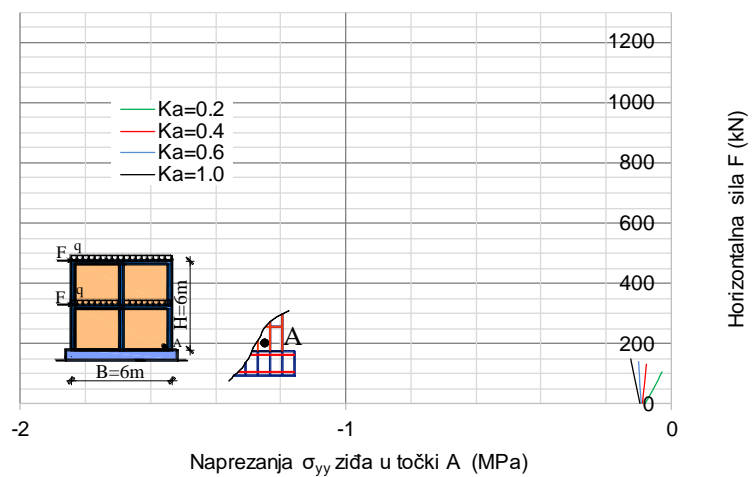 1200
1000
800
600
400
200
0
Horizontalna sila F (kN)
Ka=0.2
Ka=0.4
Ka=0.6
Ka=1.0
F q
F q
A
H=6m
B=6m
A
-2 -1 0
Naprezanja σyy ziđa u točki A (MPa)